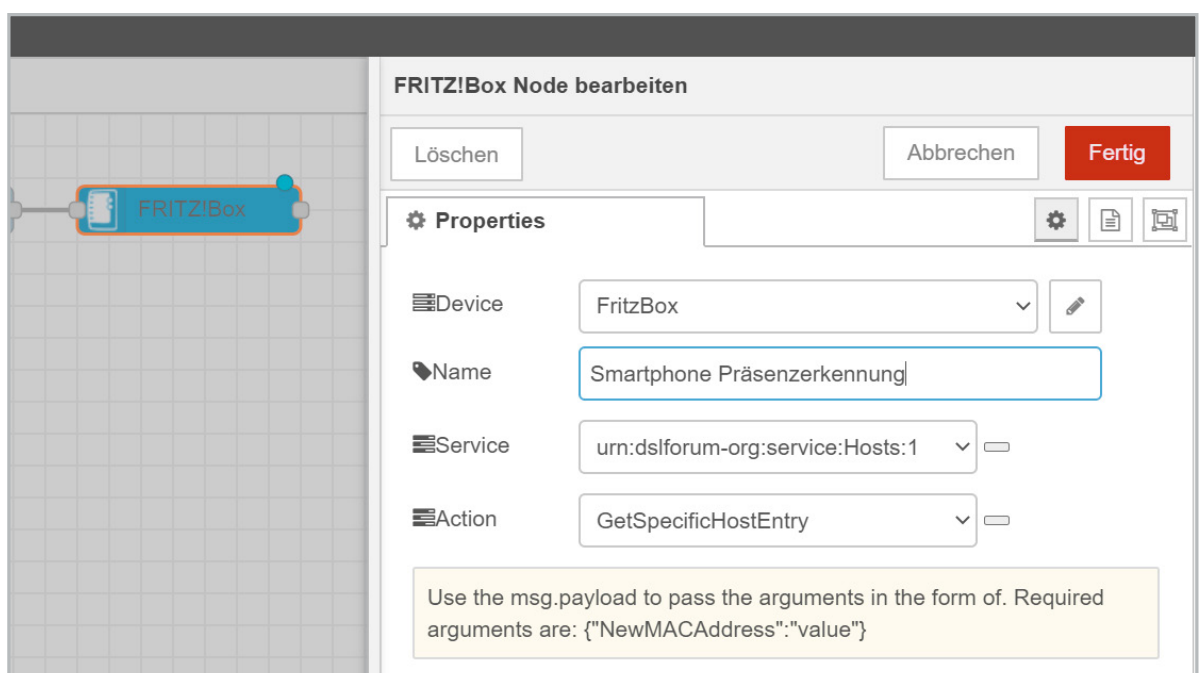 FRITZ!Box Node bearbeiten
Löschen
Abbrechen
Fertig
FRITZ!Box
Properties
Device
FritzBox
Name
Smartphone Präsenzerkennung
Service
urn:dslforum-org:service:Hosts:1
Action
GetSpecificHostEntry
Use the msg.payload to pass the arguments in the form of. Required
arguments are: {"NewMACAddress":"value"}